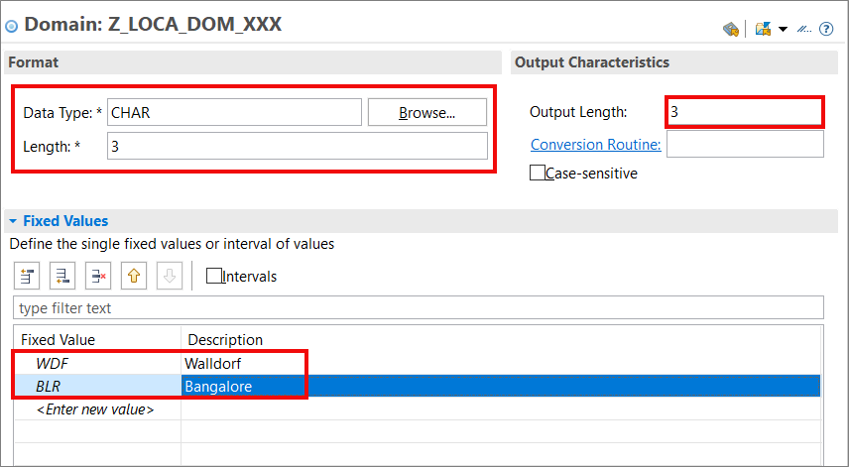 Domain: Z_LOCA_DOM_XXX
Format
Output Characteristics
Data Type: * CHAR Browse...
Output Length: 3
Length: * 3
Conversion Routine:
Case-sensitive
Fixed Values
Define the single fixed values or interval of values
Intervals
type filter text
Fixed Value Description
WDF Walldorf
BLR Bangalore
<Enter new value>